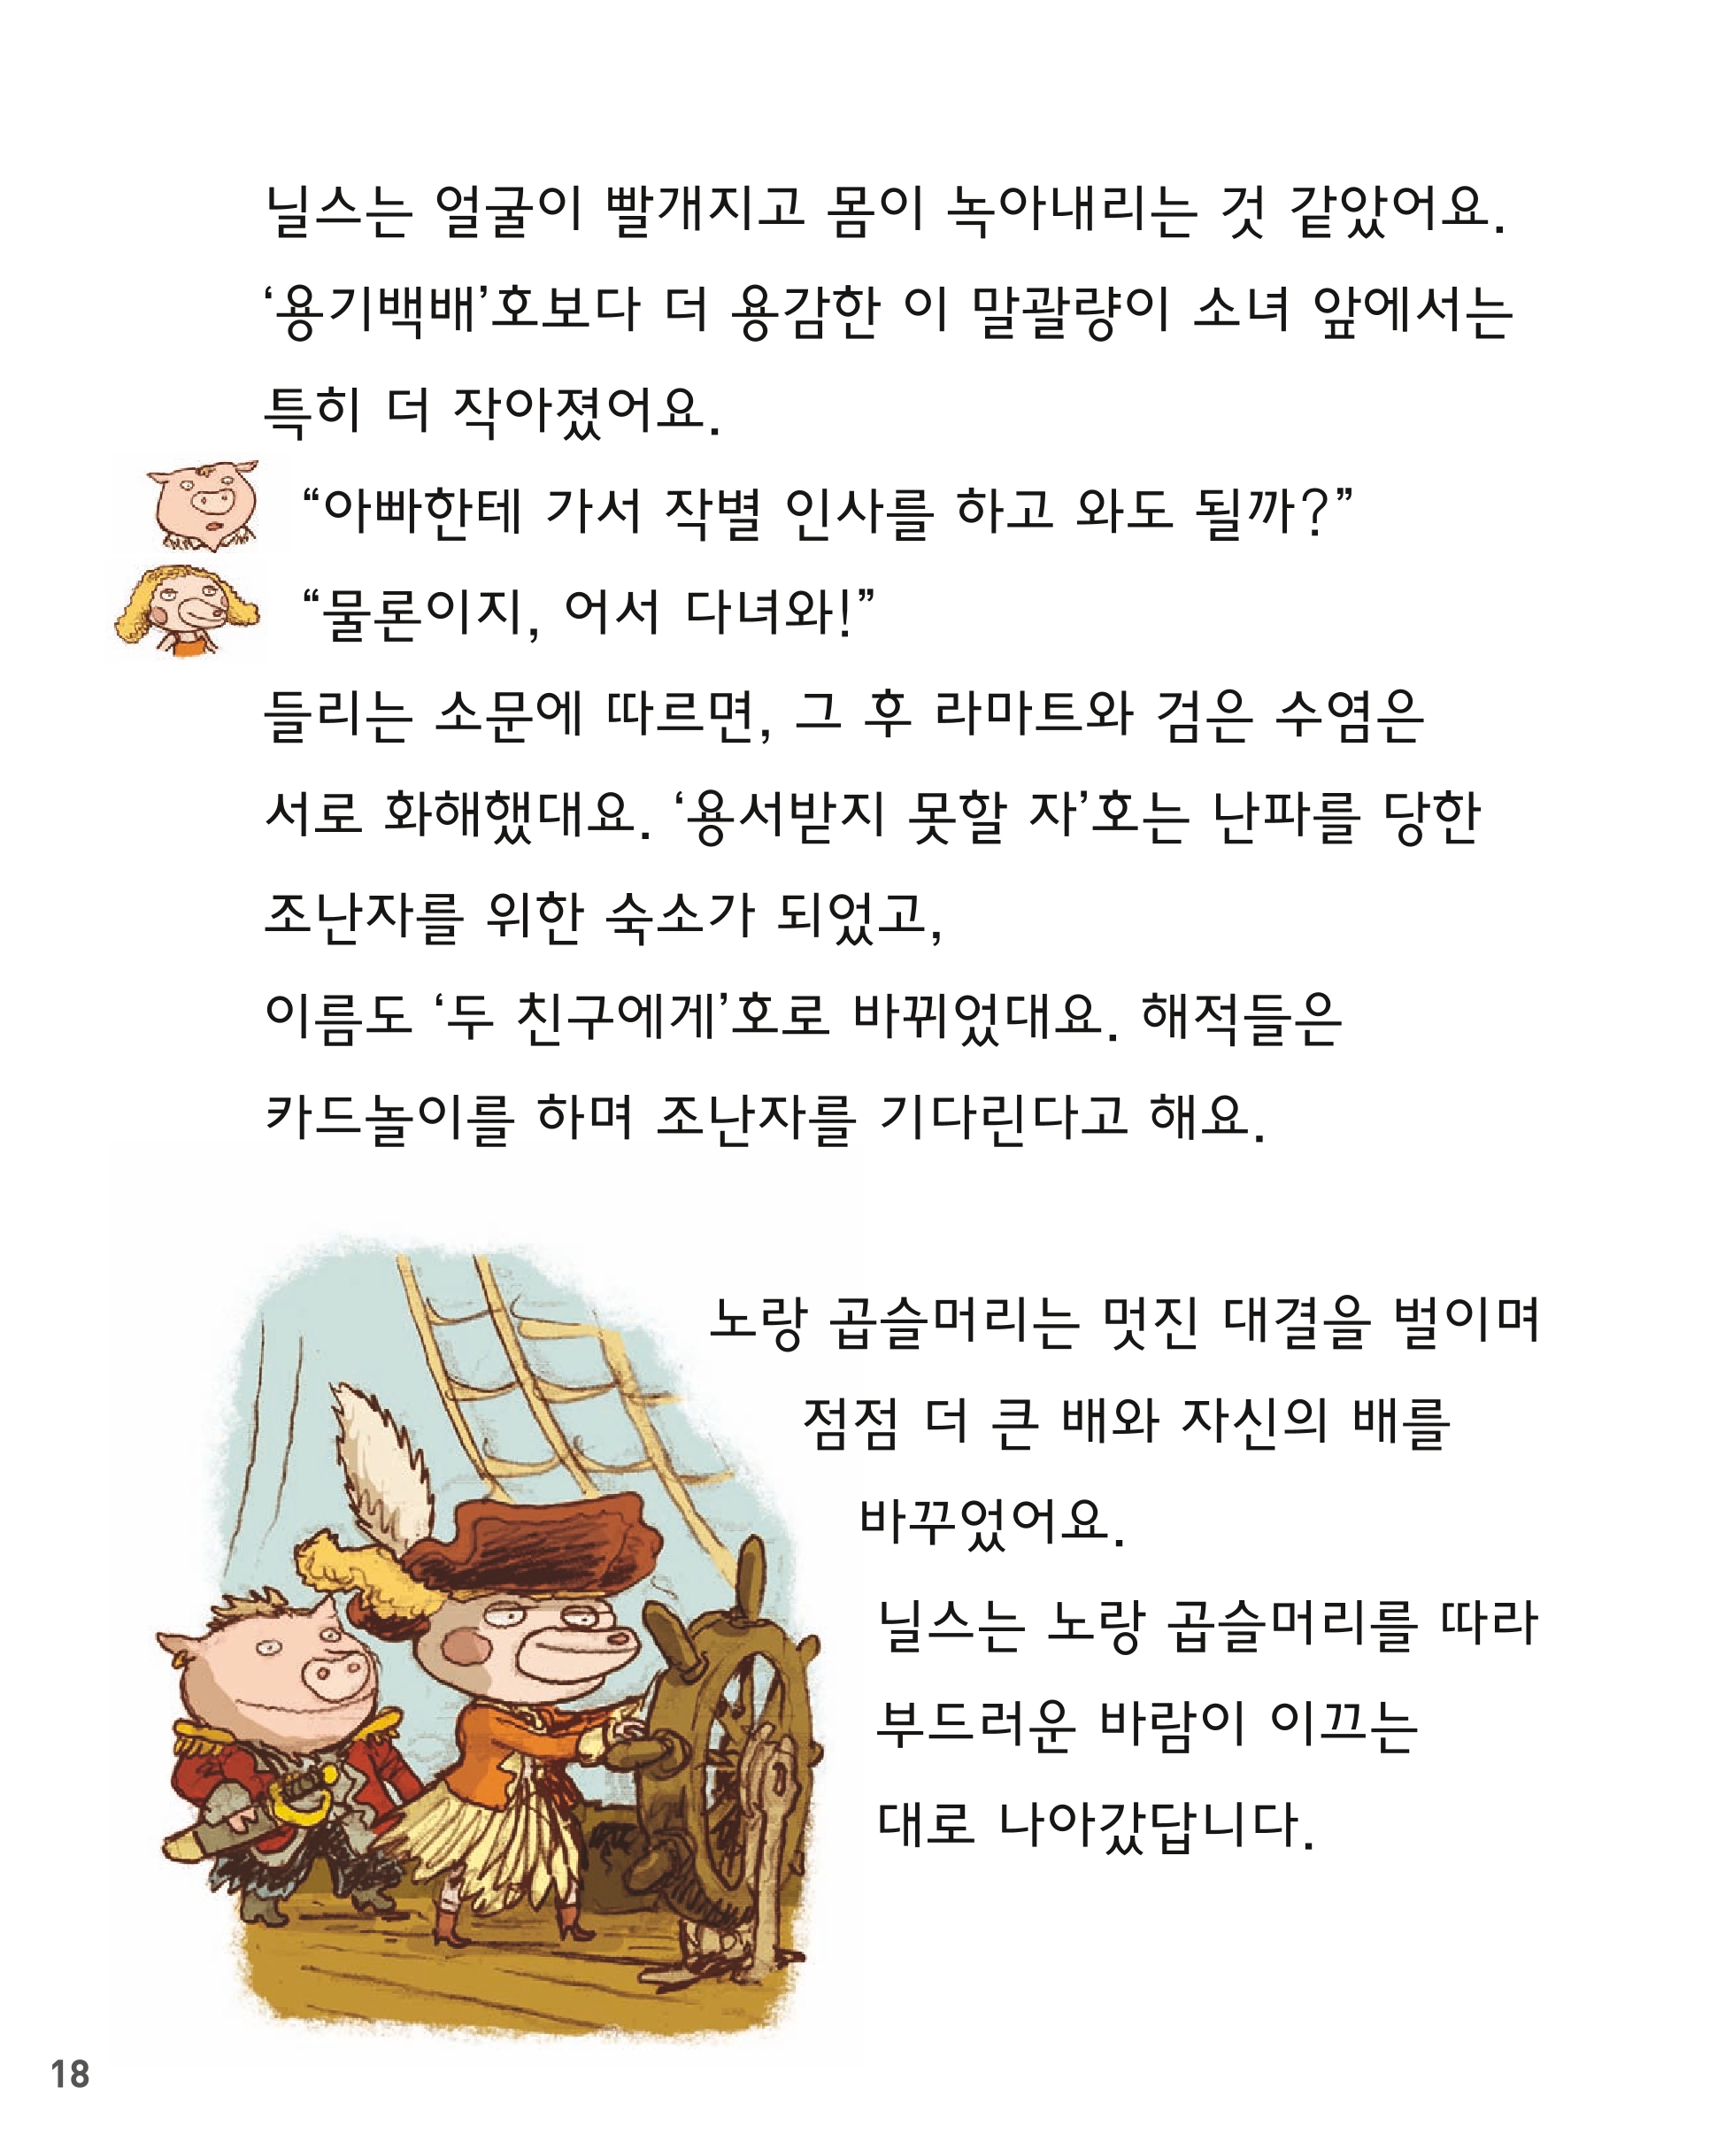 닐스는 얼굴이 빨개지고 몸이 녹아내리는 것 같았어요.
‘용기백배’호보다 더 용감한 이 말괄량이 소녀 앞에서는
특히 더 작아졌어요.
“아빠한테 가서 작별 인사를 하고 와도 될까?”
“물론이지, 어서 다녀와!”
들리는 소문에 따르면, 그 후 라마트와 검은 수염은
서로 화해했대요. ‘용서받지 못할 자’호는 난파를 당한
조난자를 위한 숙소가 되었고,
이름도 ‘두 친구에게’호로 바뀌었대요. 해적들은
카드놀이를 하며 조난자를 기다린다고 해요.
노랑 곱슬머리는 멋진 대결을 벌이며
점점 더 큰 배와 자신의 배를
바꾸었어요.
닐스는 노랑 곱슬머리를 따라
부드러운 바람이 이끄는
대로 나아갔답니다.
18